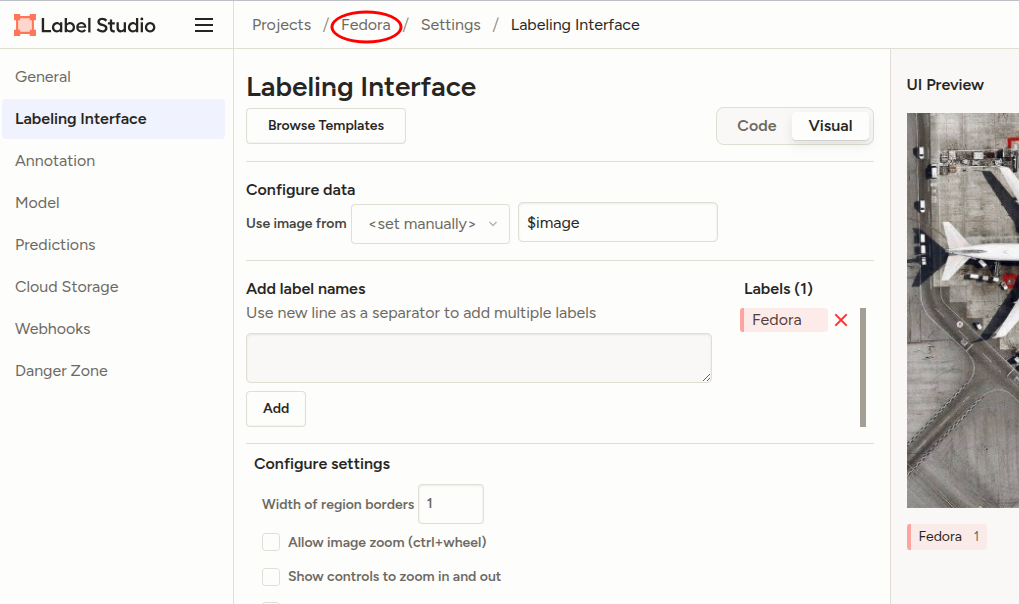 Label Studio
Projects / Fedora / Settings / Labeling Interface
General
Labeling Interface
Annotation
Model
Predictions
Cloud Storage
Webhooks
Danger Zone
Labeling Interface
Browse Templates
Code Visual
Configure data
Use image from <set manually> $image
Add label names
Use new line as a separator to add multiple labels
Add
Labels (1)
Fedora
Configure settings
Width of region borders 1
Allow image zoom (ctrl+wheel)
Show controls to zoom in and out
UI Preview
Fedora 1